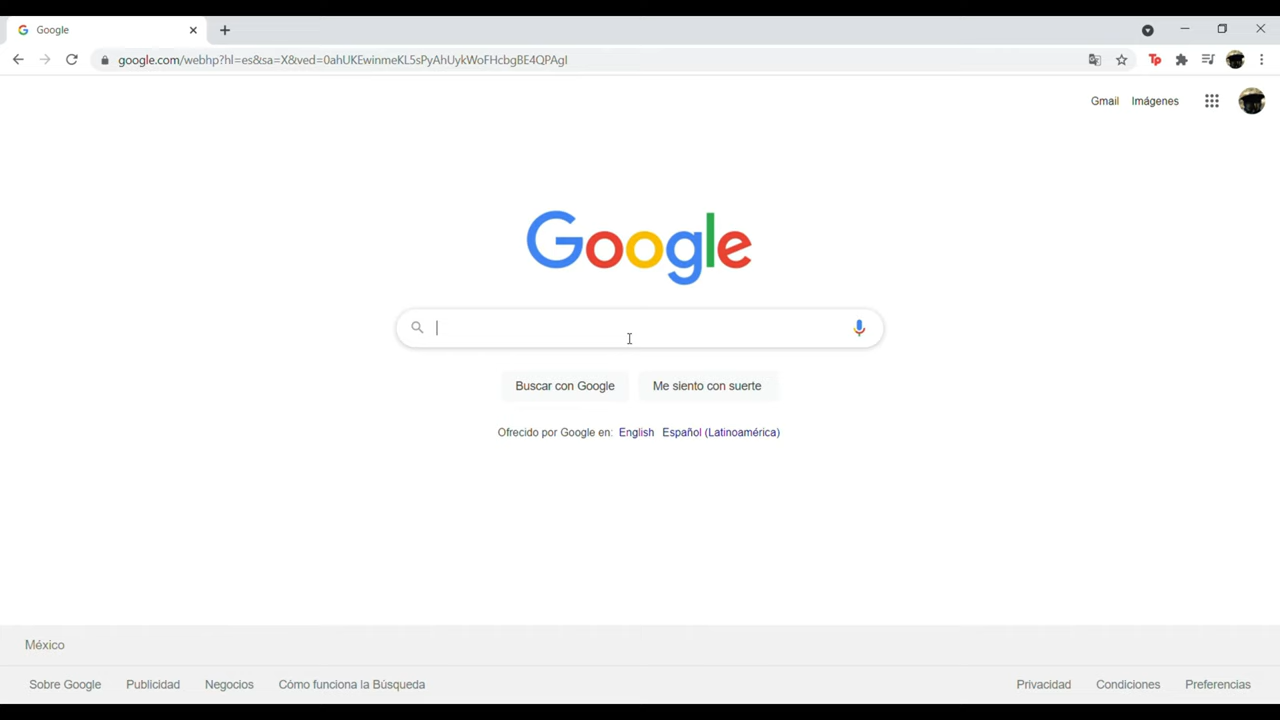 Google
google.com/webhp?hl=es&sa=X&ved=0ahUKEwinmeKL5sPyAhUykWoFHcbgBE4QPAgI
Tp
Gmail Imágenes
Google
Buscar con Google Me siento con suerte
Ofrecido por Google en: English Español (Latinoamérica)
México
Sobre Google Publicidad Negocios Cómo funciona la Búsqueda Privacidad Condiciones Preferencias